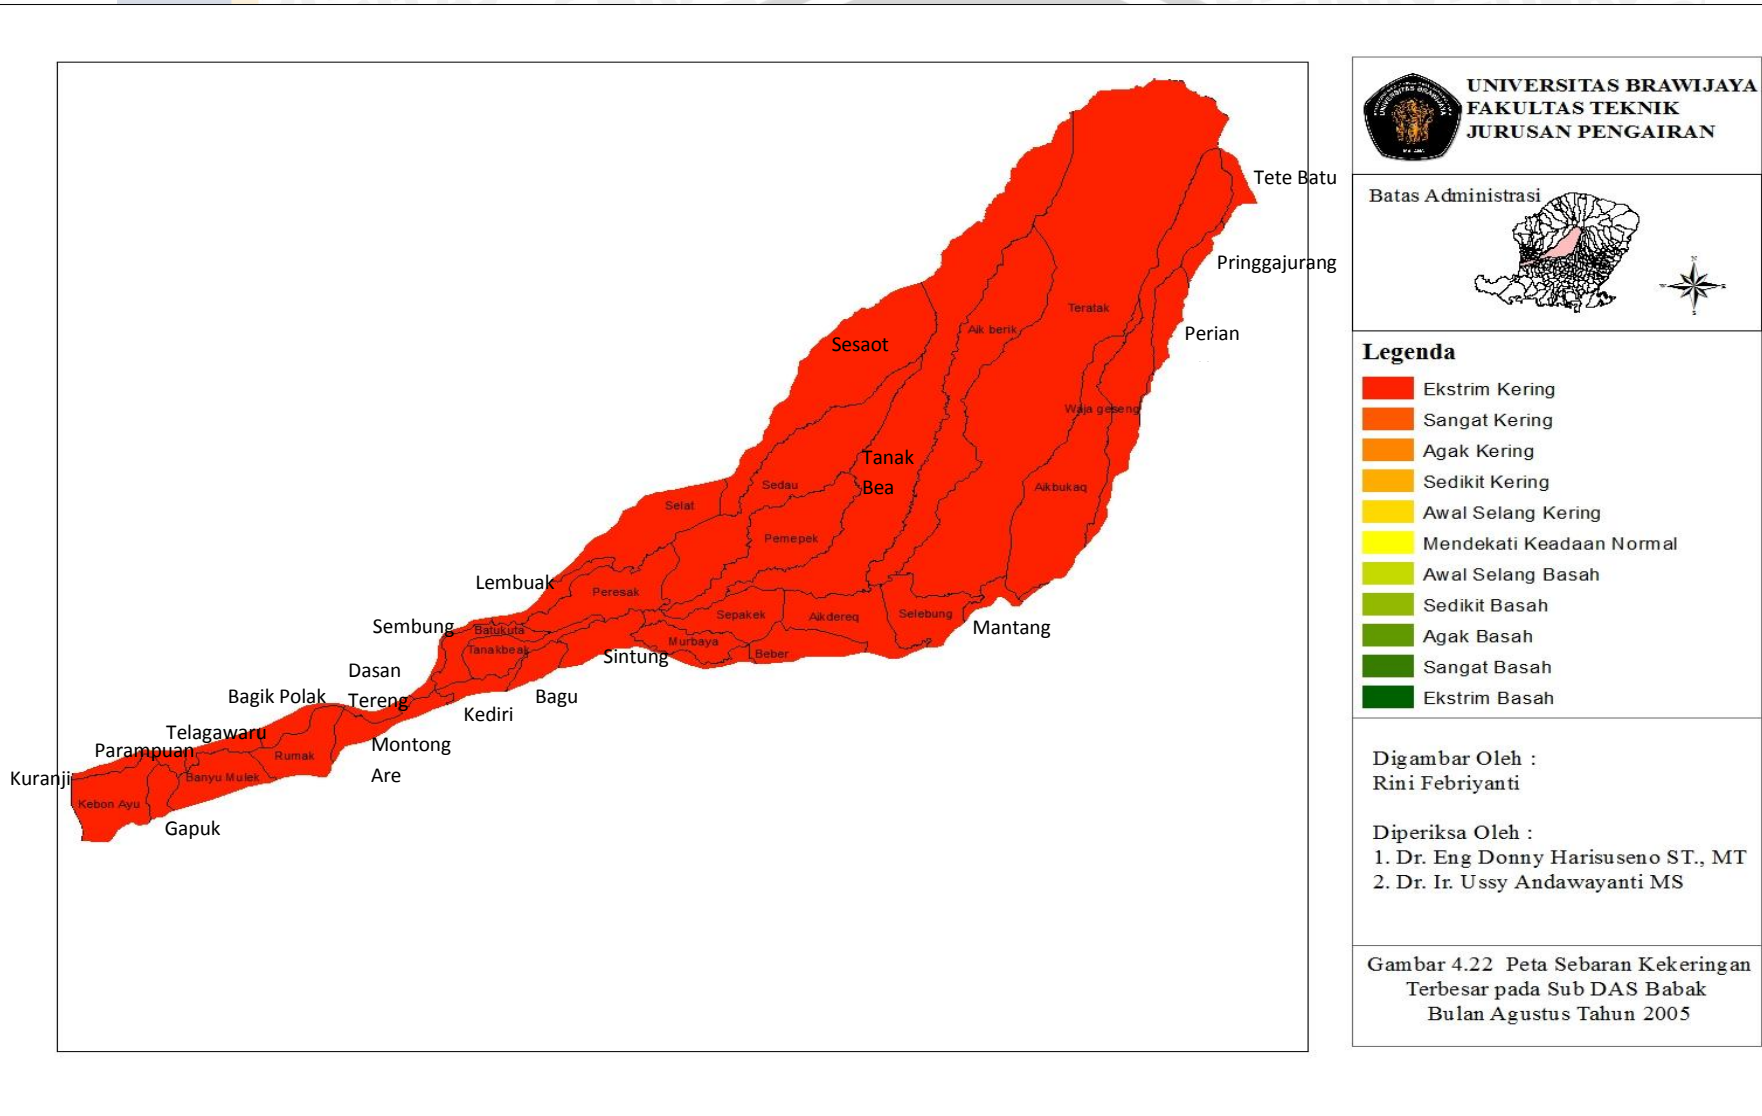 UNIVERSITAS BRAWIJAYA
FAKULTAS TEKNIK
JURUSAN PENGAIRAN
Batas Administrasi
Legenda
Ekstrim Kering
Sangat Kering
Agak Kering
Sedikit Kering
Awal Selang Kering
Mendekati Keadaan Normal
Awal Selang Basah
Sedikit Basah
Agak Basah
Sangat Basah
Ekstrim Basah
Digambar Oleh :
Rini Febriyanti
Diperiksa Oleh :
1. Dr. Eng Donny Harisuseno ST., MT
2. Dr. Ir. Ussy Andawayanti MS
Gambar 4.22 Peta Sebaran Kekeringan
Terbesar pada Sub DAS Babak
Bulan Agustus Tahun 2005
Tete Batu
Pringgajurang
Teratak
Aik berik
Perian
Sesaot
Waja geseng
Tanak
Bea
Sedau
Aikbukaq
Selat
Pemepek
Lembuak
Peresak
Sepakek
Aikdereq
Selebung
Mantang
Sembung
Batukuta
Murbaya
Tanakbeak
Sintung
Beber
Dasan
Tereng
Bagik Polak
Bagu
Kediri
Telagawaru
Montong
Are
Parampuan
Rumak
Kuranji
Banyu Mulek
Kebon Ayu
Gapuk